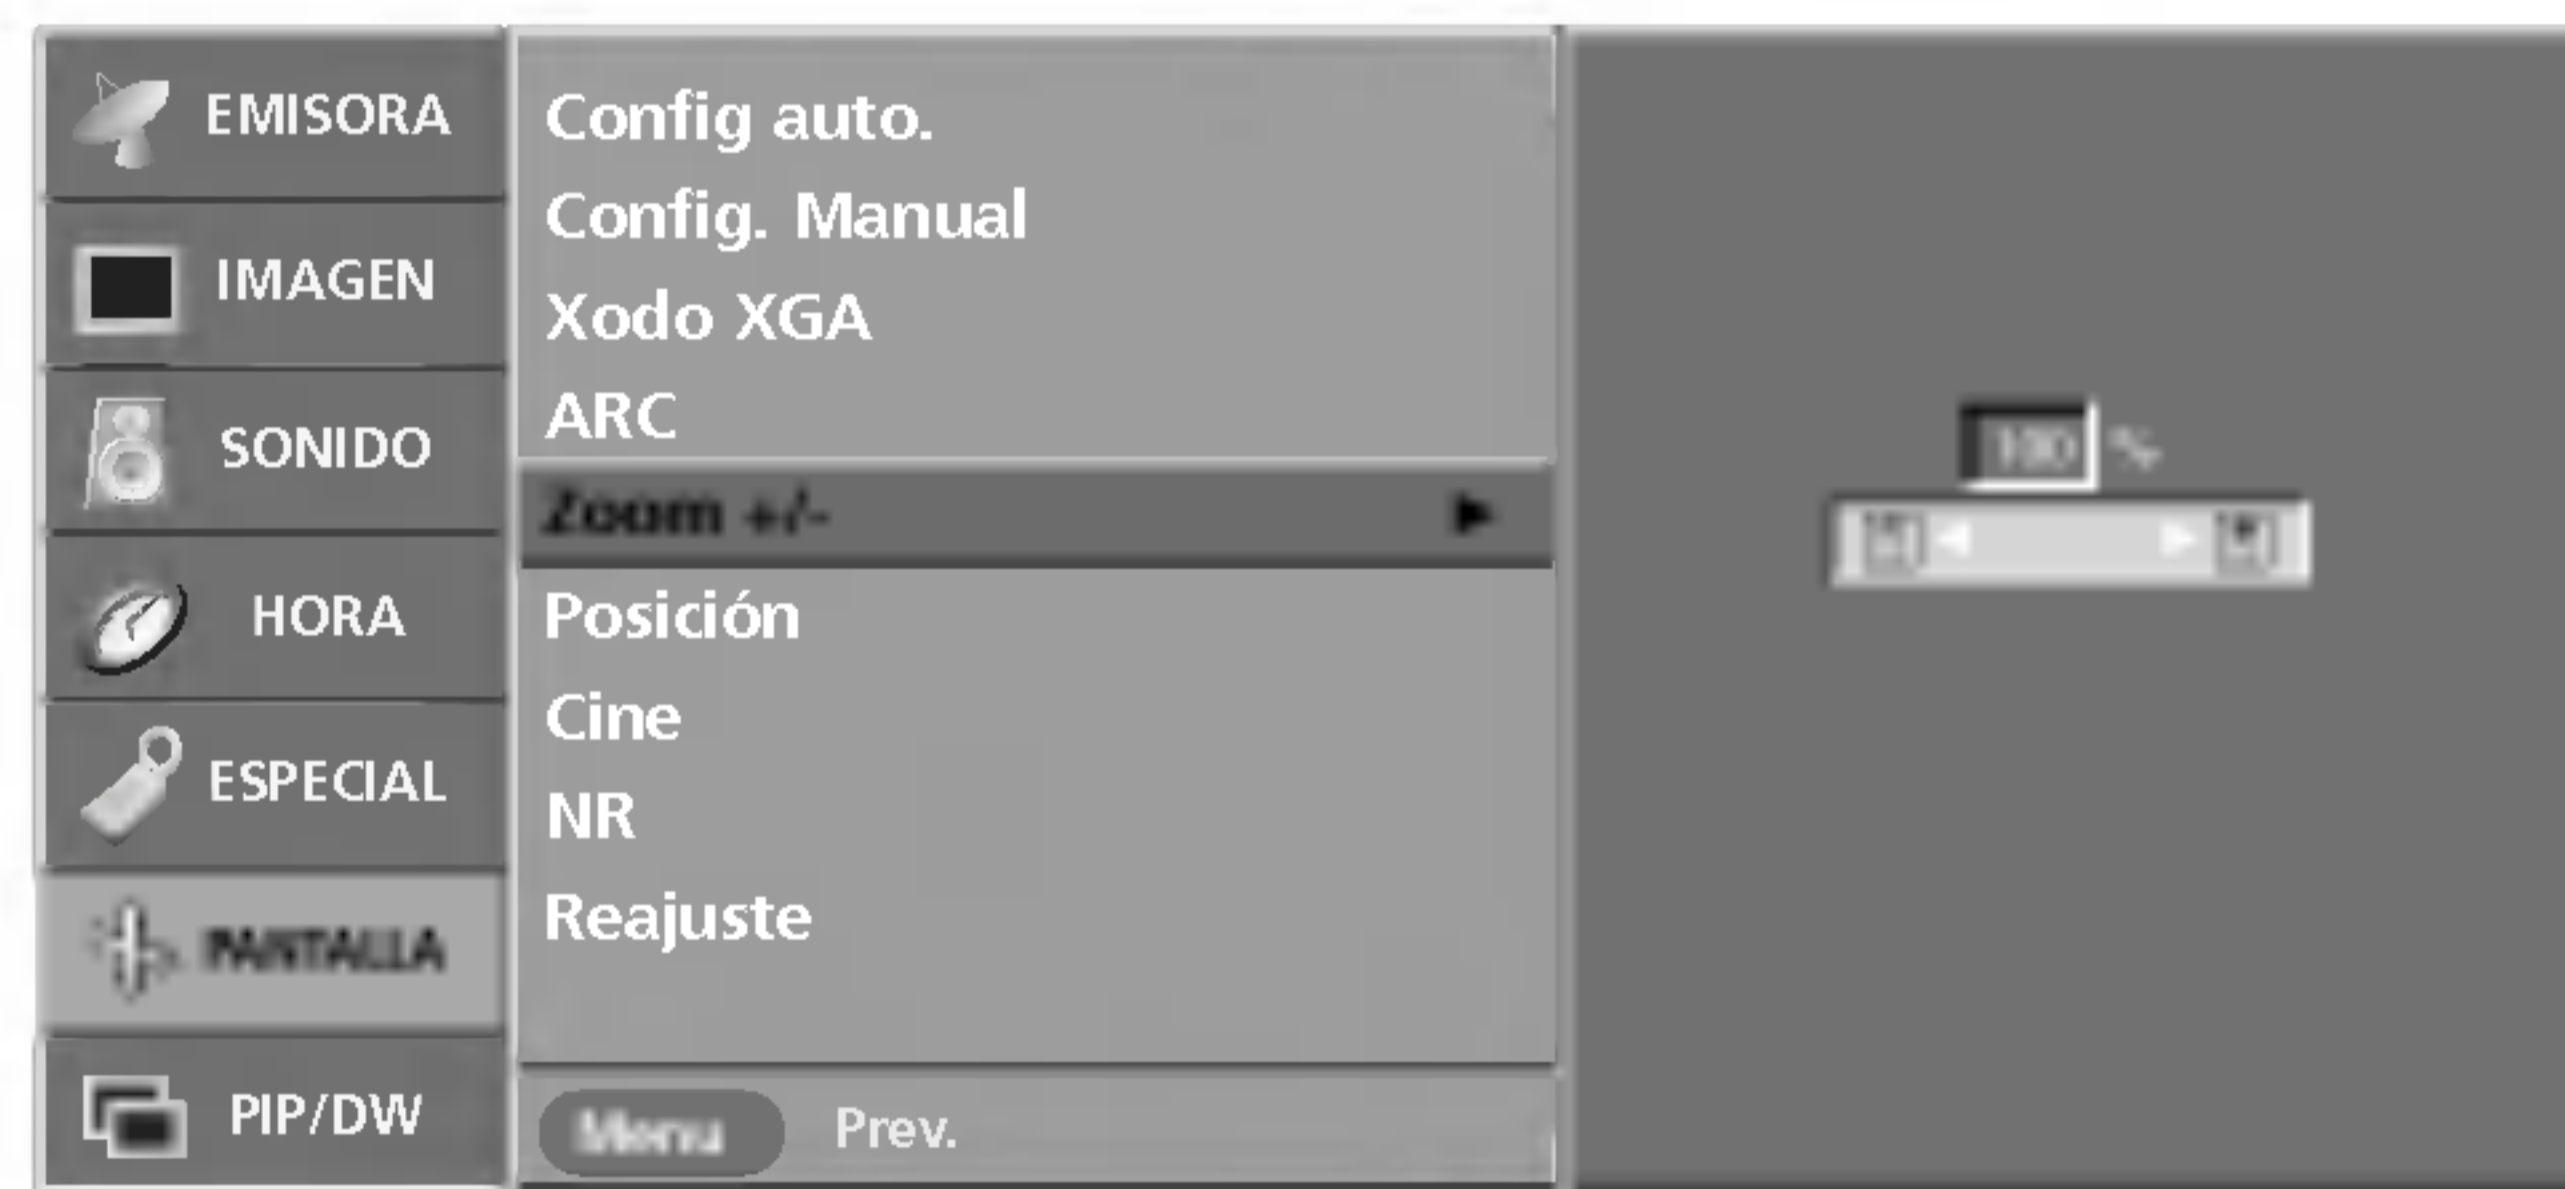 EMISORA
IMAGEN
SONIDO
HORA
ESPECIAL
PANTALLA
PIP/DW
Config auto.
Config. Manual
Xodo XGA
ARC
Zoom +/-
Posición
Cine
NR
Reajuste
Menu Prev.
100 %